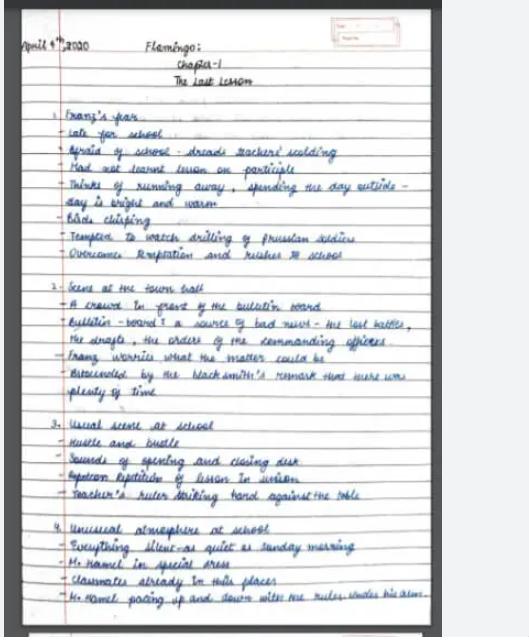 April 4th, 2020
Flamingo:
Chapter-1
The Last Lesson
1. Franz's fear
- Late for school
- Afraid of school - dreads teachers' scolding
- Had not learnt lesson on participle
- Thinks of running away, spending the day outside -
day is bright and warm
- Birds chirping
- Tempted to watch drilling of prussian soldiers
- Overcomes temptation and rushes to school
2. Scene at the town hall
- A crowd in front of the bulletin board
- Bulletin-board : a source of bad news - the lost battles,
the drafts, the orders of the commanding officers
- Franz worries what the matter could be
- Astounded by the blacksmith's remark that there was
plenty of time
3. Usual scene at school
- Hustle and bustle
- Sounds of opening and closing desk
- Repetition of lesson in unison
- Teacher's ruler striking hard against the table
4. Unusual atmosphere at school
- Everything silent-as quiet as sunday morning
- M. Hamel in special dress
- Classmates already in their places
- M. Hamel pacing up and down with the ruler under his arm